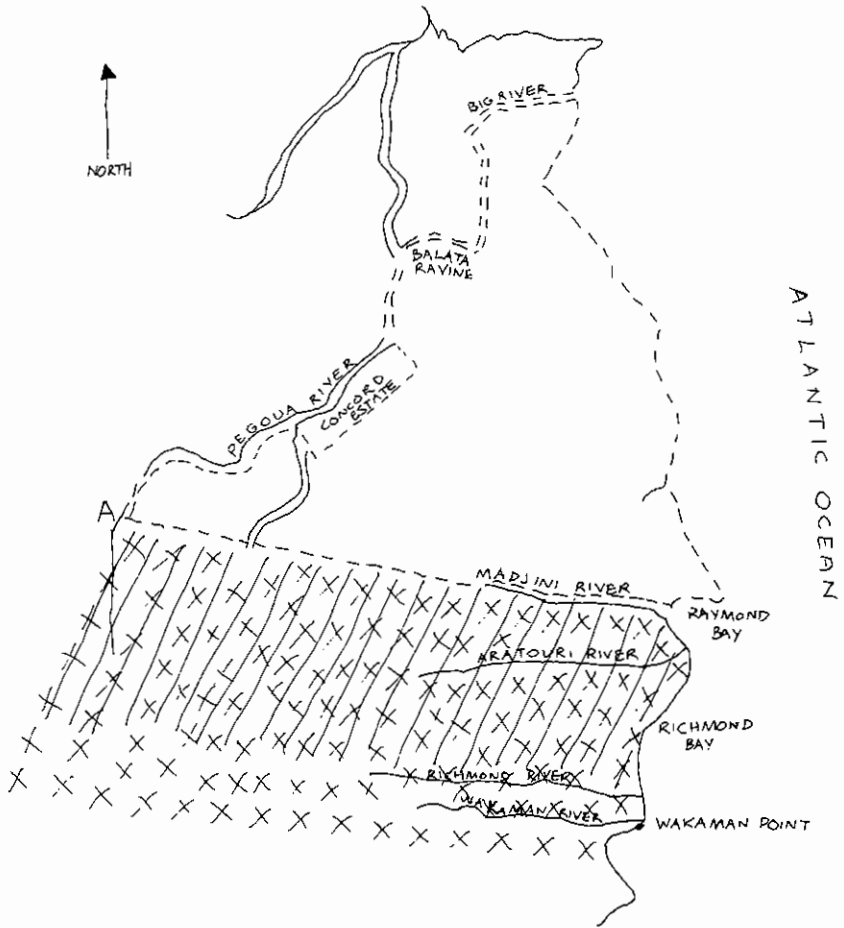 NORTH
BIG RIVER
BALATA
RAVINE
ATLANTIC OCEAN
PEGOUA RIVER
CONCORD
ESTATE
A
MADJINI RIVER
RAYMOND
BAY
ARATOURI RIVER
RICHMOND
BAY
RICHMOND RIVER
WAKAMAN RIVER
WAKAMAN POINT